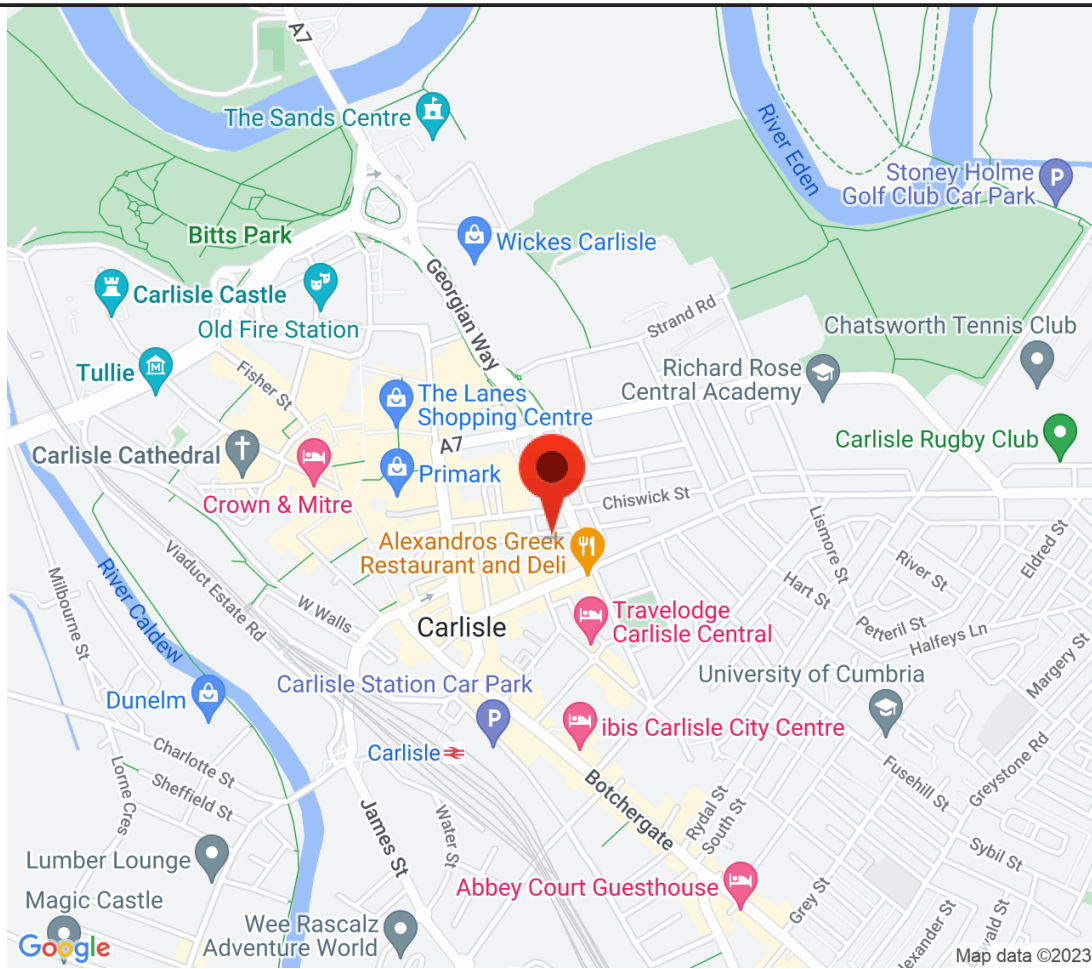 A7
The Sands Centre
River Eden
Stoney Holme
Golf Club Car Park
Bitts Park
Wickes Carlisle
Georgian Way
Carlisle Castle
Old Fire Station
Strand Rd
Chatsworth Tennis Club
Tullie
Fisher St
Richard Rose
Central Academy
The Lanes
Shopping Centre
A7
Carlisle Rugby Club
Carlisle Cathedral
Primark
Crown & Mitre
Chiswick St
Lismore St
Eldred St
Alexandros Greek
Restaurant and Deli
River St
Viaduct Estate Rd
Milbourne St
River Caldew
W Walls
Hart St
Petteril St
Halfeys Ln
Carlisle
Travelodge
Carlisle Central
Margery St
University of Cumbria
Carlisle Station Car Park
P
Dunelm
ibis Carlisle City Centre
Carlisle
Charlotte St
Sheffield St
Lorne Cres
Botchergate
Fusehill St
Greystone Rd
James St
Water St
Rydal St
South St
Sybil St
Lumber Lounge
Abbey Court Guesthouse
Magic Castle
Grey St
Wee Rascalz
Adventure World
exander St
wald St
Google
Map data ©2023
P